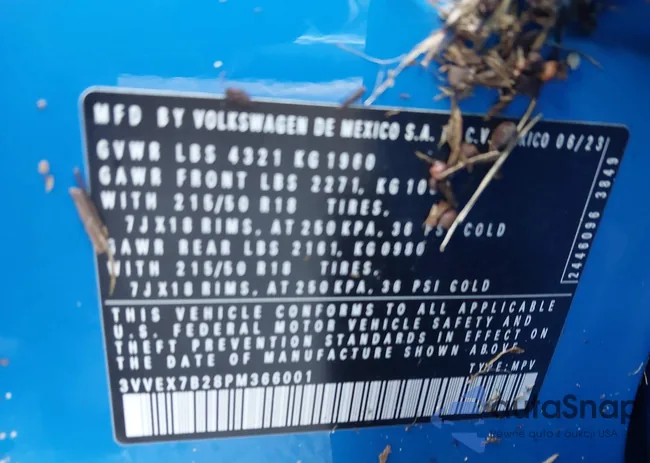 MFD BY VOLKSWAGEN DE MEXICO S.A. C.V. MEXICO 06/23
GVWR LBS 4321 KG 1960
GAWR FRONT LBS 2271, KG
WITH 215/50 R18 TIRES,
7JX18 RIMS, AT 250 KPA, 36 PSI COLD
GAWR REAR LBS 2161, KG 0980
WITH 215/50 R18 TIRES,
7JX18 RIMS, AT 250 KPA, 36 PSI COLD
THIS VEHICLE CONFORMS TO ALL APPLICABLE
U.S. FEDERAL MOTOR VEHICLE SAFETY AND
THEFT PREVENTION STANDARDS IN EFFECT ON
THE DATE OF MANUFACTURE SHOWN ABOVE
TYPE: MPV
3VVEX7B28PM366001
2446096 3849
autoSnap